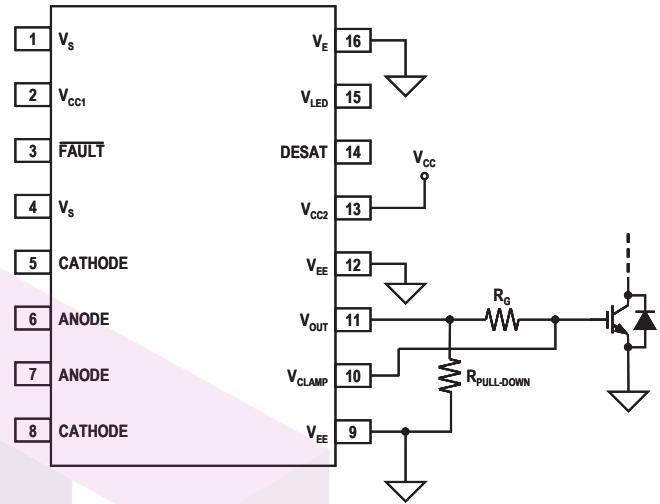 1 V_S
2 V_CC1
3 FAULT
4 V_S
5 CATHODE
6 ANODE
7 ANODE
8 CATHODE
V_E 16
V_LED 15
DESAT 14
V_CC2 13
V_EE 12
V_OUT 11
V_CLAMP 10
V_EE 9
V_CC
R_G
R_PULL-DOWN